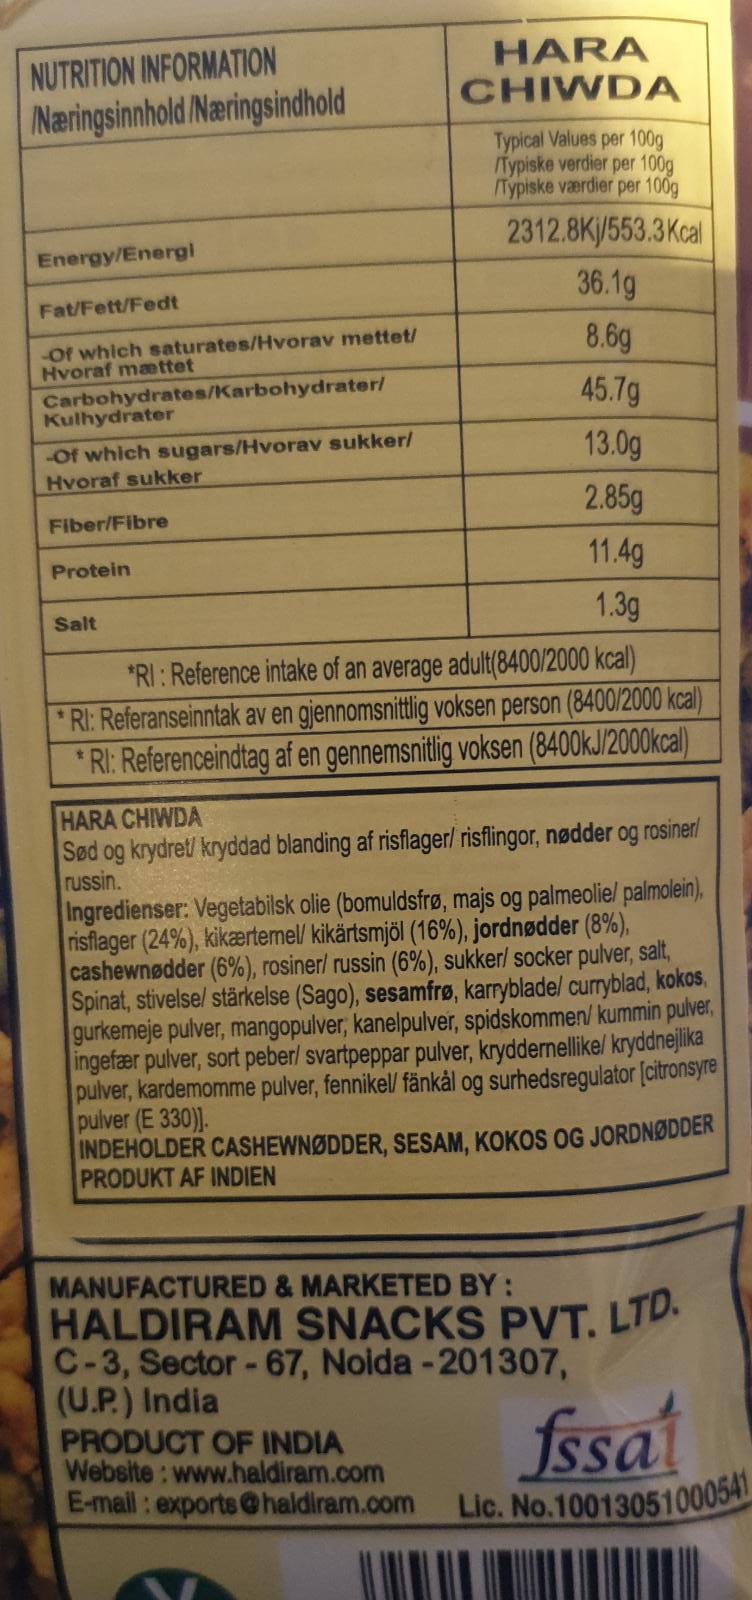 NUTRITION INFORMATION
/Næringsinnhold /Næringsindhold
HARA
CHIWDA
Typical Values per 100g
/Typiske verdier per 100g
/Typiske værdier per 100g
Energy/Energi 2312.8Kj/553.3Kcal
Fat/Fett/Fedt 36.1g
-Of which saturates/Hvorav mettet/ 8.6g
Hvoraf mættet
Carbohydrates/Karbohydrater/ 45.7g
Kulhydrater
-Of which sugars/Hvorav sukker/ 13.0g
Hvoraf sukker
Fiber/Fibre 2.85g
Protein 11.4g
Salt 1.3g
*RI : Reference intake of an average adult(8400/2000 kcal)
* RI: Referanseinntak av en gjennomsnittlig voksen person (8400/2000 kcal)
* RI: Referenceindtag af en gennemsnitlig voksen (8400kJ/2000kcal)
HARA CHIWDA
Sød og krydret/ kryddad blanding af risflager/ risflingor, nødder og rosiner/
russin.
Ingredienser: Vegetabilsk olie (bomuldsfrø, majs og palmeolie/ palmolein),
risflager (24%), kikærtemel/ kikärtsmjöl (16%), jordnødder (8%),
cashewnødder (6%), rosiner/ russin (6%), sukker/ socker pulver, salt,
Spinat, stivelse/ stärkelse (Sago), sesamfrø, karryblade/ curryblad, kokos,
gurkemeje pulver, mangopulver, kanelpulver, spidskommen/ kummin pulver,
ingefær pulver, sort peber/ svartpeppar pulver, kryddernellike/ kryddnejlika
pulver, kardemomme pulver, fennikel/ fänkål og surhedsregulator [citronsyre
pulver (E 330)].
INDEHOLDER CASHEWNØDDER, SESAM, KOKOS OG JORDNØDDER
PRODUKT AF INDIEN
MANUFACTURED & MARKETED BY :
HALDIRAM SNACKS PVT. LTD.
C - 3, Sector - 67, Noida - 201307,
(U.P.) India
PRODUCT OF INDIA
Website : www.haldiram.com
E-mail : exports@haldiram.com
fssai
Lic. No.10013051000541